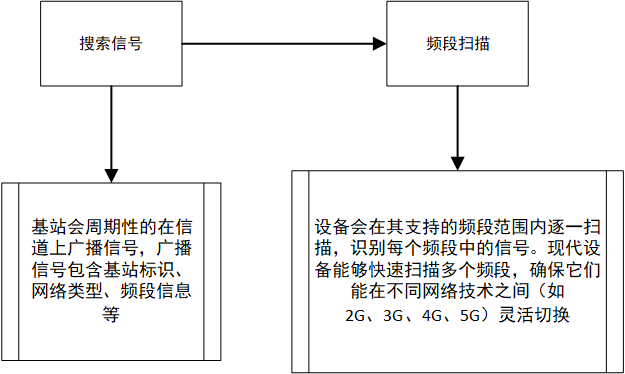 搜索信号
频段扫描
基站会周期性的在信
道上广播信号，广播
信号包含基站标识、
网络类型、频段信息
等
设备会在其支持的频段范围内逐一扫
描，识别每个频段中的信号。现代设
备能够快速扫描多个频段，确保它们
能在不同网络技术之间（如
2G、3G、4G、5G）灵活切换